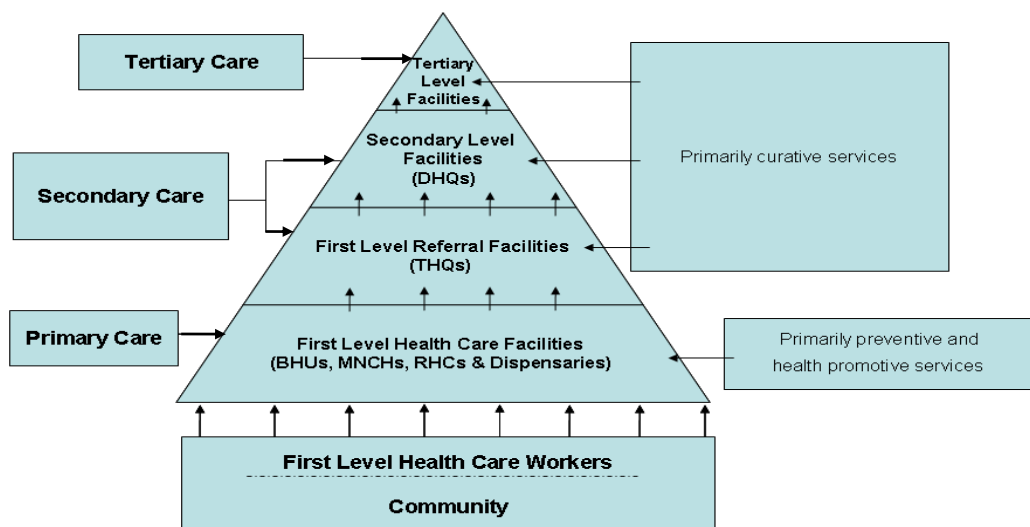 Tertiary Care
Tertiary
Level
Facilities
Secondary Level
Facilities
(DHQs)
Primarily curative services
Secondary Care
First Level Referral Facilities
(THQs)
Primary Care
First Level Health Care Facilities
(BHUs, MNCHs, RHCs & Dispensaries)
Primarily preventive and
health promotive services
First Level Health Care Workers
Community